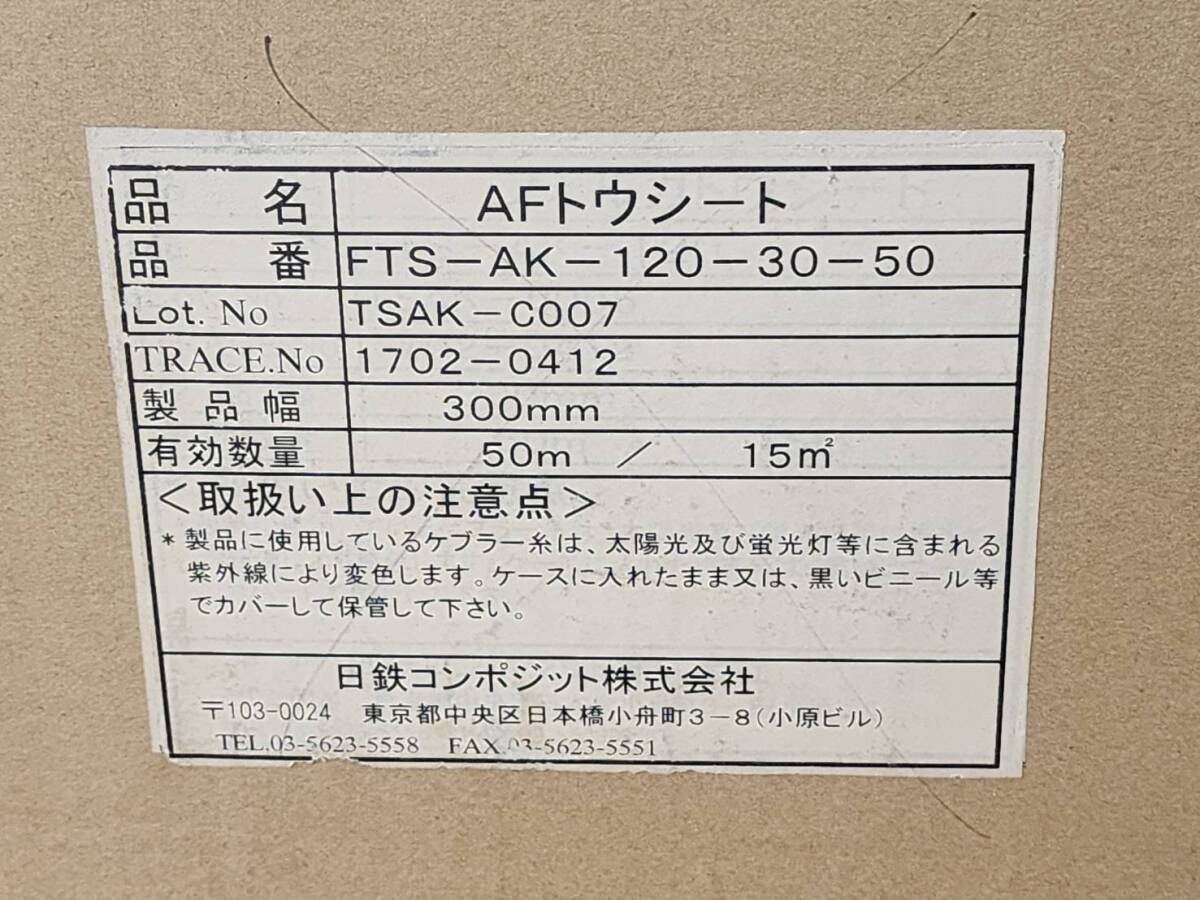 品名 AFトウシート
品番 FTS-AK-120-30-50
Lot. No TSAK-C007
TRACE.No 1702-0412
製品幅 300mm
有効数量 50m / 15㎡
<取扱い上の注意点>
* 製品に使用しているケブラー糸は、太陽光及び蛍光灯等に含まれる
紫外線により変色します。ケースに入れたまま又は、黒いビニール等
でカバーして保管して下さい。
日鉄コンポジット株式会社
〒103-0024 東京都中央区日本橋小舟町3-8(小原ビル)
TEL.03-5623-5558 FAX.03-5623-5551